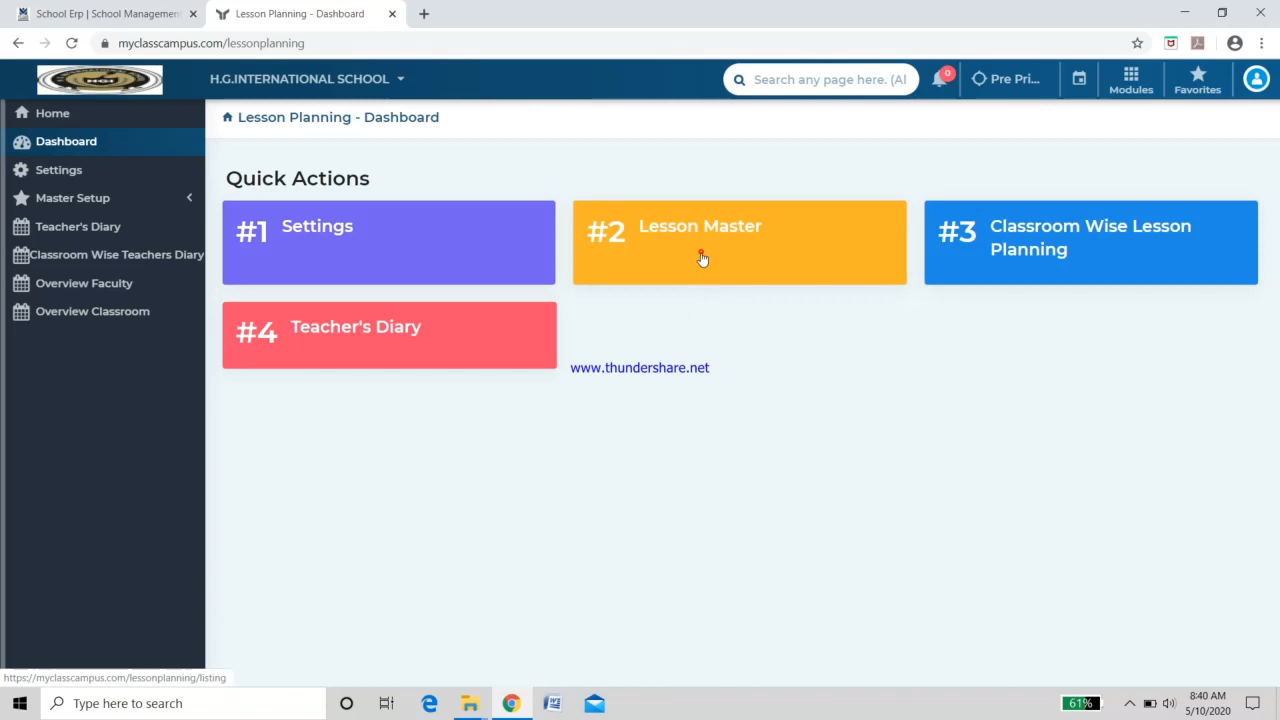 School Erp | School Management
Lesson Planning - Dashboard
myclasscampus.com/lessonplanning
HGI
H.G.INTERNATIONAL SCHOOL
Search any page here. (Al
0
Pre Pri...
Modules
Favorites
Home
Dashboard
Settings
Master Setup
Teacher's Diary
Classroom Wise Teachers Diary
Overview Faculty
Overview Classroom
Lesson Planning - Dashboard
Quick Actions
#1 Settings
#2 Lesson Master
#3 Classroom Wise Lesson
Planning
#4 Teacher's Diary
www.thundershare.net
https://myclasscampus.com/lessonplanning/listing
Type here to search
61%
8:40 AM
5/10/2020